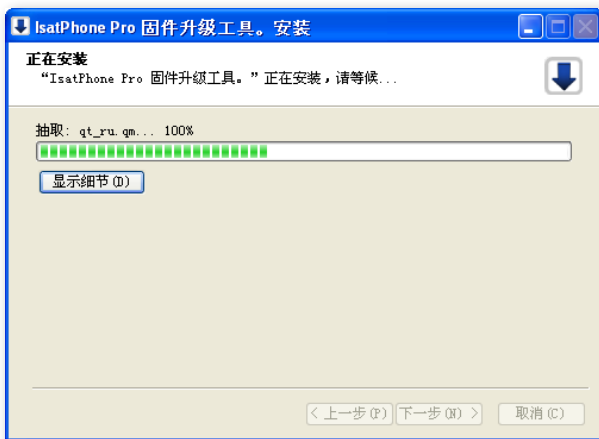 IsatPhone Pro 固件升级工具。安装
正在安装
“IsatPhone Pro 固件升级工具。”正在安装，请等候...
抽取: qt_ru.qm... 100%
显示细节(D)
< 上一步(P) 下一步(N) > 取消(C)